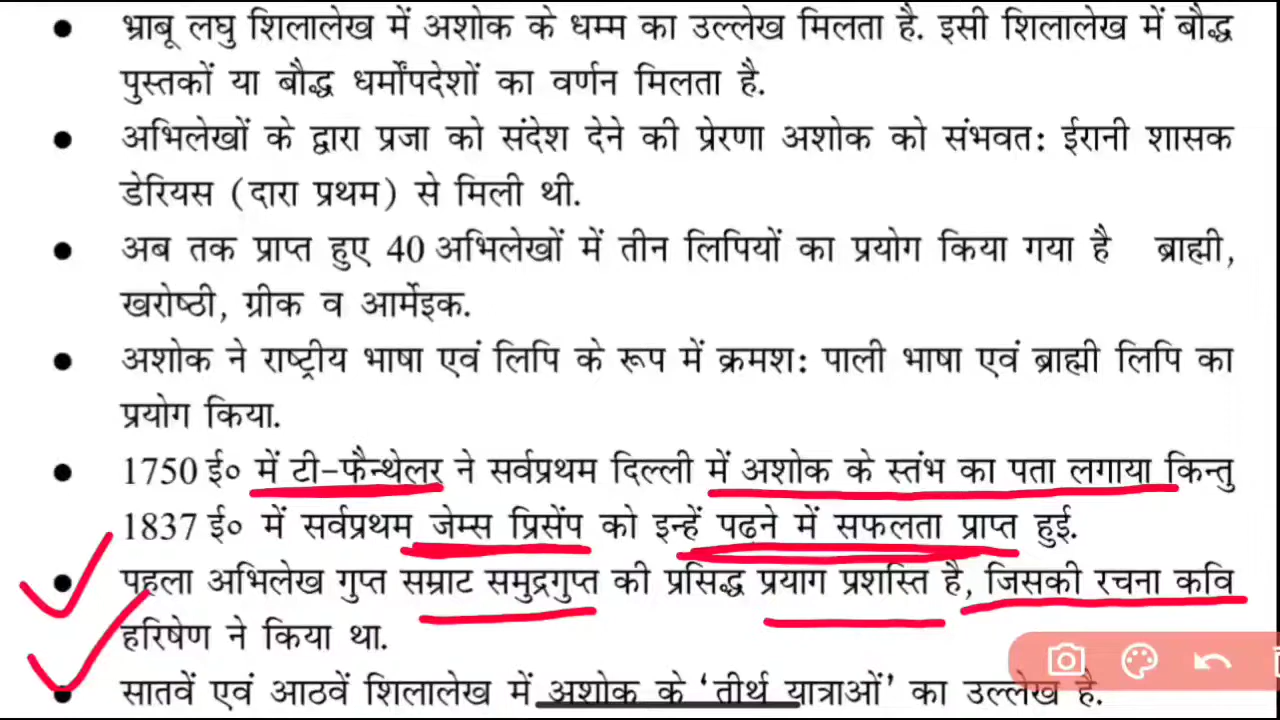 ● भ्राबू लघु शिलालेख में अशोक के धम्म का उल्लेख मिलता है. इसी शिलालेख में बौद्ध
पुस्तकों या बौद्ध धर्मोंपदेशों का वर्णन मिलता है.
● अभिलेखों के द्वारा प्रजा को संदेश देने की प्रेरणा अशोक को संभवत: ईरानी शासक
डेरियस (दारा प्रथम) से मिली थी.
● अब तक प्राप्त हुए 40 अभिलेखों में तीन लिपियों का प्रयोग किया गया है ब्राह्मी,
खरोष्ठी, ग्रीक व आर्मेइक.
● अशोक ने राष्ट्रीय भाषा एवं लिपि के रूप में क्रमश: पाली भाषा एवं ब्राह्मी लिपि का
प्रयोग किया.
● 1750 ई० में टी-फैन्थेलर ने सर्वप्रथम दिल्ली में अशोक के स्तंभ का पता लगाया किन्तु
1837 ई० में सर्वप्रथम जेम्स प्रिसेंप को इन्हें पढ़ने में सफलता प्राप्त हुई.
● पहला अभिलेख गुप्त सम्राट समुद्रगुप्त की प्रसिद्ध प्रयाग प्रशस्ति है, जिसकी रचना कवि
हरिषेण ने किया था.
● सातवें एवं आठवें शिलालेख में अशोक के ‘तीर्थ यात्राओं’ का उल्लेख है.